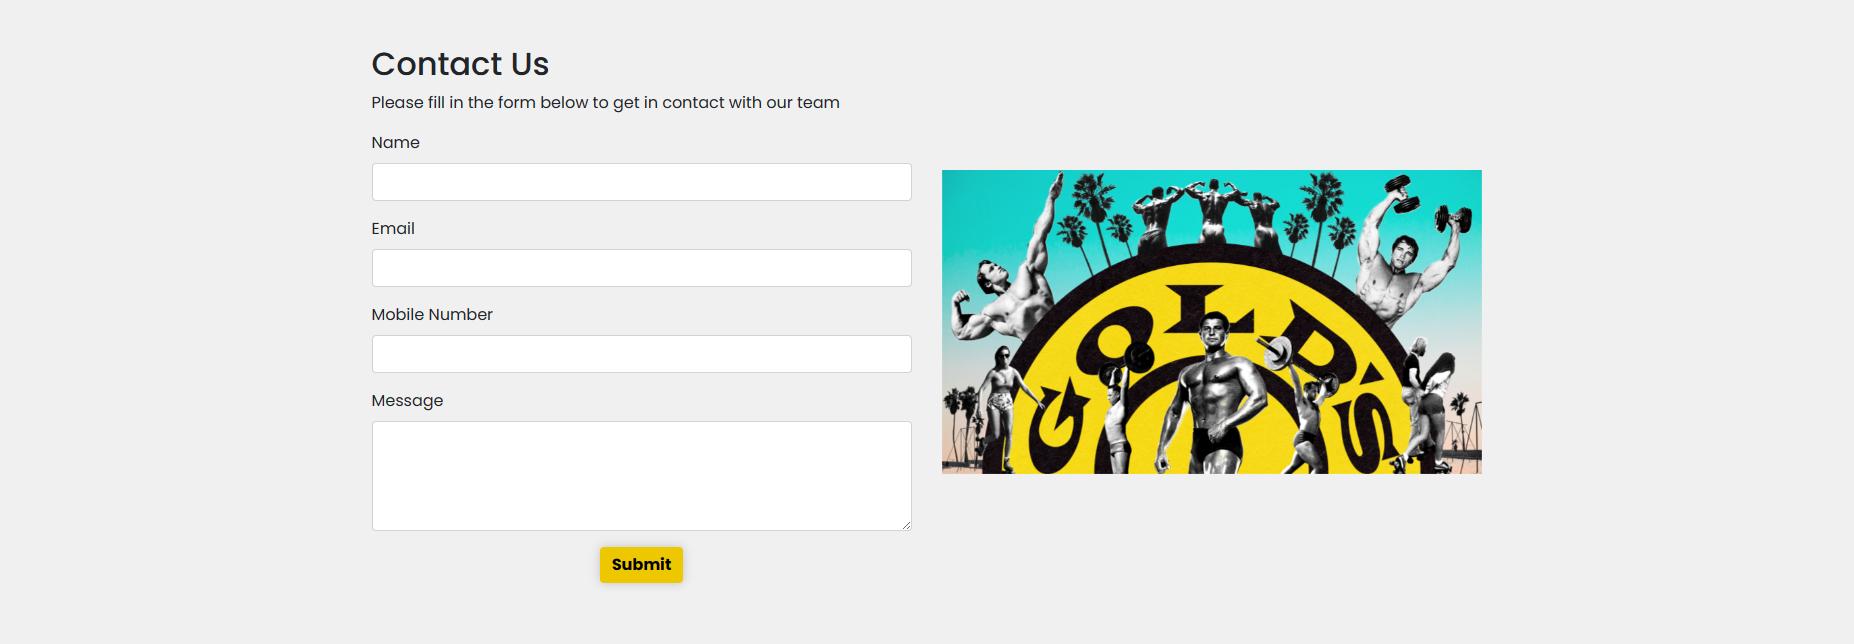 Contact Us
Please fill in the form below to get in contact with our team
Name
Email
Mobile Number
Message
Submit
GOLD'S